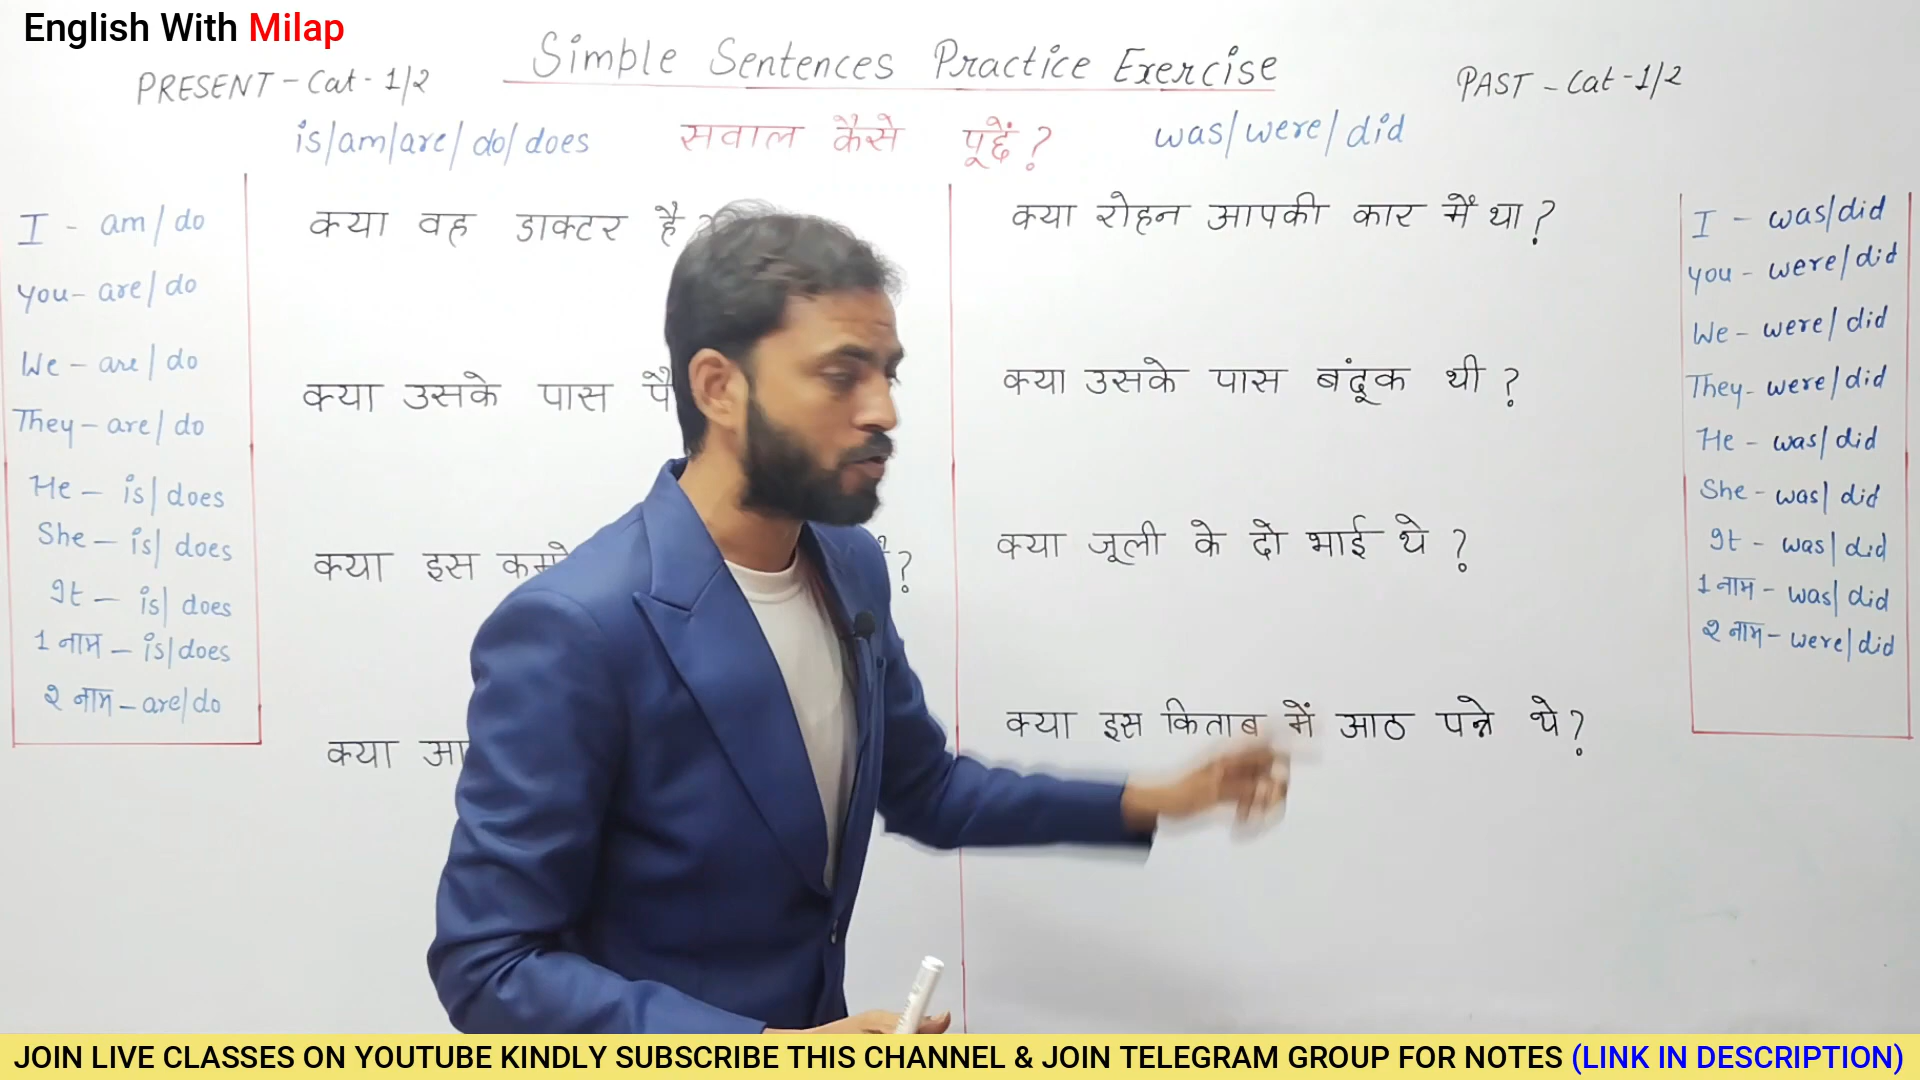 English With Milap
Simple Sentences Practice Exercise
PRESENT - Cat - 1/2
PAST - Cat - 1/2
is/am/are/do/does
सवाल कैसे पूछें?
was/were/did
I - am/do
you - are/do
We - are/do
They - are/do
He - is/does
She - is/does
It - is/does
1 नाम - is/does
२ नाम - are/do
क्या वह डाक्टर है?
क्या उसके पास
क्या इस ?
क्या
क्या रोहन आपकी कार में था?
क्या उसके पास बंदूक थी?
क्या जूली के दो भाई थे?
क्या इस किताब में आठ पन्ने थे?
I - was/did
you - were/did
We - were/did
They - were/did
He - was/did
She - was/did
It - was/did
1 नाम - was/did
२ नाम - were/did
JOIN LIVE CLASSES ON YOUTUBE KINDLY SUBSCRIBE THIS CHANNEL & JOIN TELEGRAM GROUP FOR NOTES (LINK IN DESCRIPTION)